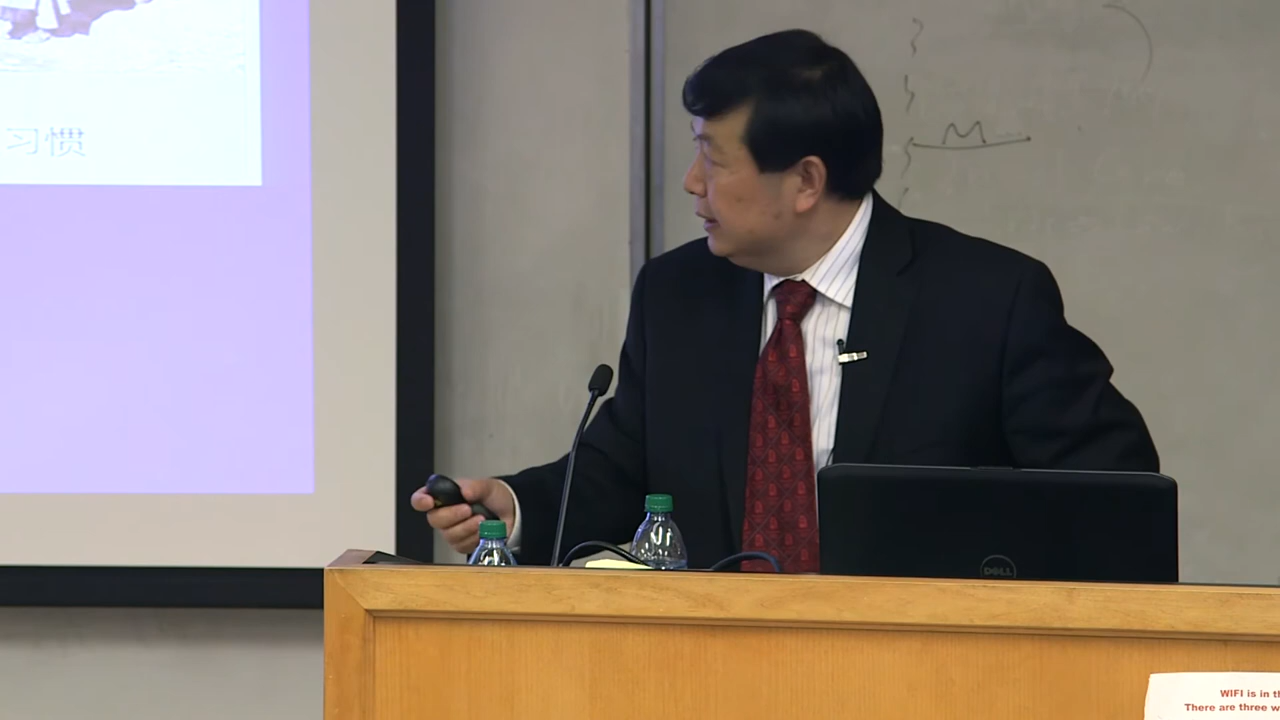 习惯
M
DELL
WIFI is in th
There are three w